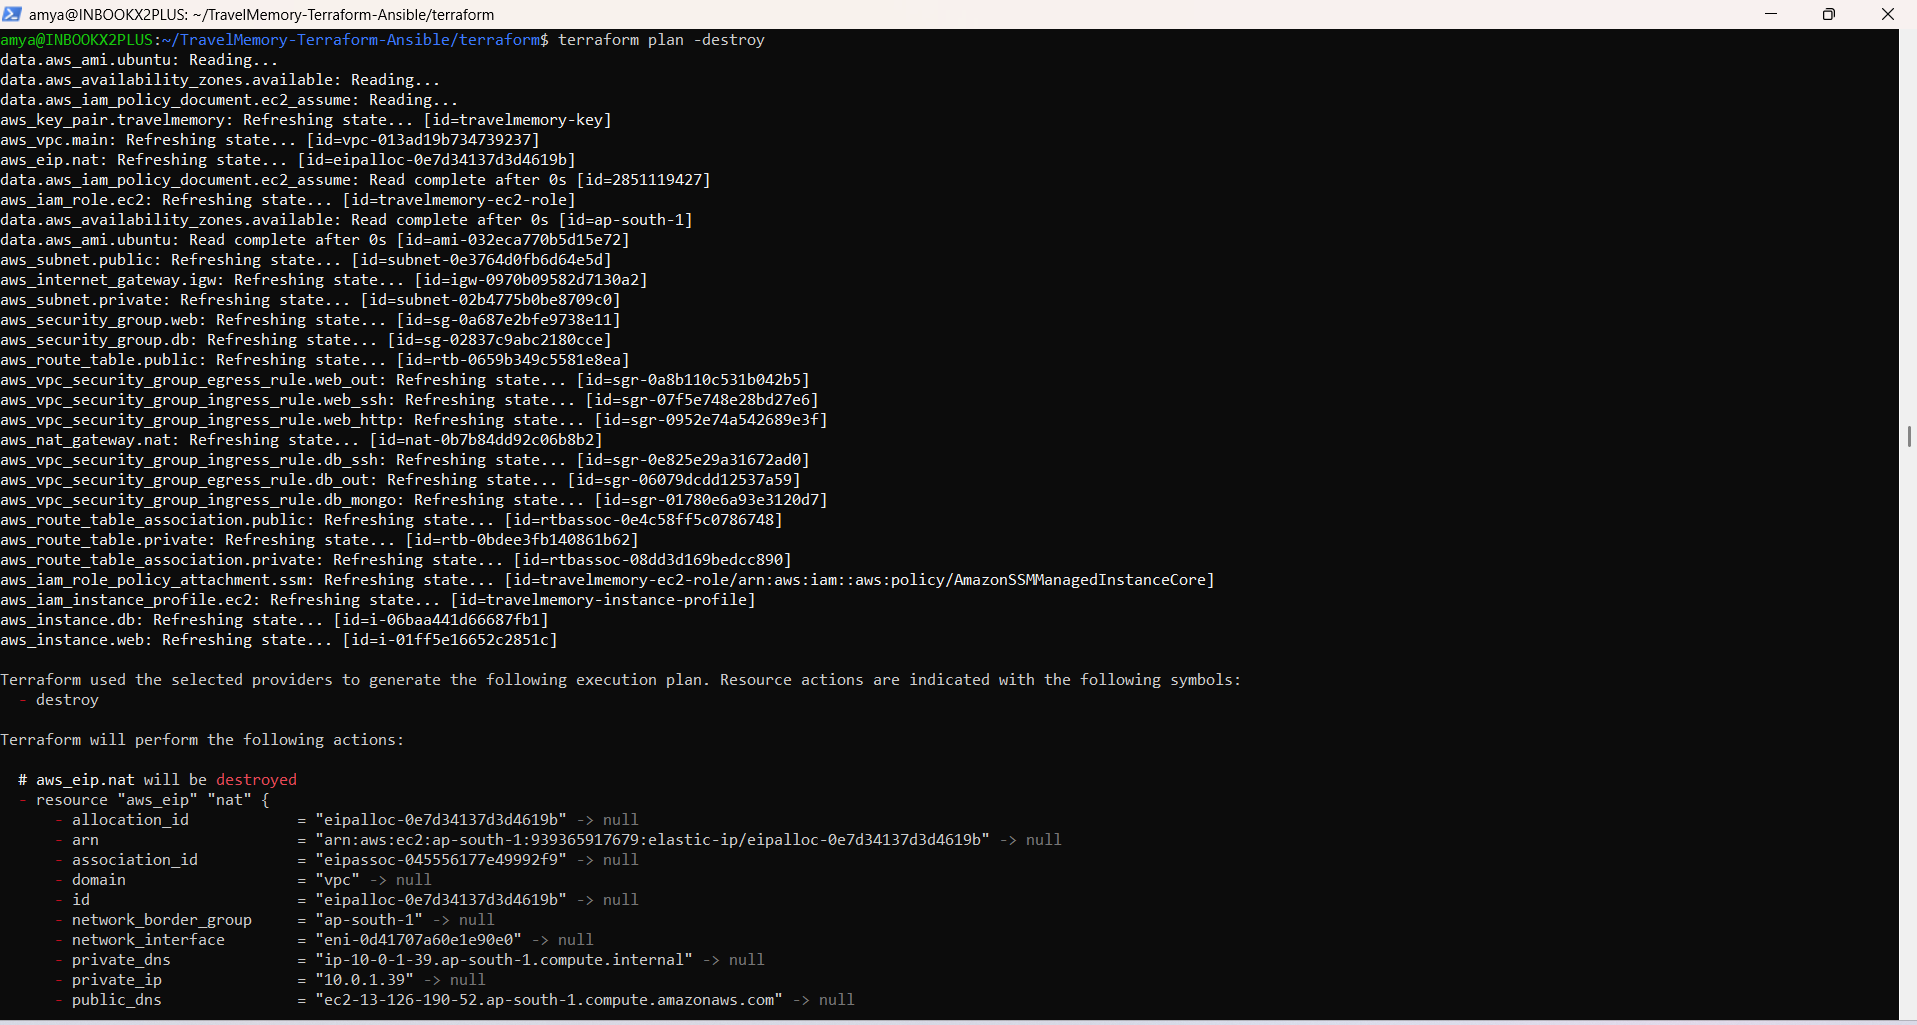 amya@INBOOKX2PLUS: ~/TravelMemory-Terraform-Ansible/terraform
amya@INBOOKX2PLUS:~/TravelMemory-Terraform-Ansible/terraform$ terraform plan -destroy
data.aws_ami.ubuntu: Reading...
data.aws_availability_zones.available: Reading...
data.aws_iam_policy_document.ec2_assume: Reading...
aws_key_pair.travelmemory: Refreshing state... [id=travelmemory-key]
aws_vpc.main: Refreshing state... [id=vpc-013ad19b734739237]
aws_eip.nat: Refreshing state... [id=eipalloc-0e7d34137d3d4619b]
data.aws_iam_policy_document.ec2_assume: Read complete after 0s [id=2851119427]
aws_iam_role.ec2: Refreshing state... [id=travelmemory-ec2-role]
data.aws_availability_zones.available: Read complete after 0s [id=ap-south-1]
data.aws_ami.ubuntu: Read complete after 0s [id=ami-032eca770b5d15e72]
aws_subnet.public: Refreshing state... [id=subnet-0e3764d0fb6d64e5d]
aws_internet_gateway.igw: Refreshing state... [id=igw-0970b09582d7130a2]
aws_subnet.private: Refreshing state... [id=subnet-02b4775b0be8709c0]
aws_security_group.web: Refreshing state... [id=sg-0a687e2bfe9738e11]
aws_security_group.db: Refreshing state... [id=sg-02837c9abc2180cce]
aws_route_table.public: Refreshing state... [id=rtb-0659b349c5581e8ea]
aws_vpc_security_group_egress_rule.web_out: Refreshing state... [id=sgr-0a8b110c531b042b5]
aws_vpc_security_group_ingress_rule.web_ssh: Refreshing state... [id=sgr-07f5e748e28bd27e6]
aws_vpc_security_group_ingress_rule.web_http: Refreshing state... [id=sgr-0952e74a542689e3f]
aws_nat_gateway.nat: Refreshing state... [id=nat-0b7b84dd92c06b8b2]
aws_vpc_security_group_ingress_rule.db_ssh: Refreshing state... [id=sgr-0e825e29a31672ad0]
aws_vpc_security_group_egress_rule.db_out: Refreshing state... [id=sgr-06079dcdd12537a59]
aws_vpc_security_group_ingress_rule.db_mongo: Refreshing state... [id=sgr-01780e6a93e3120d7]
aws_route_table_association.public: Refreshing state... [id=rtbassoc-0e4c58ff5c0786748]
aws_route_table.private: Refreshing state... [id=rtb-0bdee3fb140861b62]
aws_route_table_association.private: Refreshing state... [id=rtbassoc-08dd3d169bedcc890]
aws_iam_role_policy_attachment.ssm: Refreshing state... [id=travelmemory-ec2-role/arn:aws:iam::aws:policy/AmazonSSMManagedInstanceCore]
aws_iam_instance_profile.ec2: Refreshing state... [id=travelmemory-instance-profile]
aws_instance.db: Refreshing state... [id=i-06baa441d66687fb1]
aws_instance.web: Refreshing state... [id=i-01ff5e16652c2851c]
Terraform used the selected providers to generate the following execution plan. Resource actions are indicated with the following symbols:
  - destroy
Terraform will perform the following actions:
  # aws_eip.nat will be destroyed
  - resource "aws_eip" "nat" {
      - allocation_id            = "eipalloc-0e7d34137d3d4619b" -> null
      - arn                      = "arn:aws:ec2:ap-south-1:939365917679:elastic-ip/eipalloc-0e7d34137d3d4619b" -> null
      - association_id           = "eipassoc-045556177e49992f9" -> null
      - domain                   = "vpc" -> null
      - id                       = "eipalloc-0e7d34137d3d4619b" -> null
      - network_border_group     = "ap-south-1" -> null
      - network_interface        = "eni-0d41707a60e1e90e0" -> null
      - private_dns              = "ip-10-0-1-39.ap-south-1.compute.internal" -> null
      - private_ip               = "10.0.1.39" -> null
      - public_dns               = "ec2-13-126-190-52.ap-south-1.compute.amazonaws.com" -> null